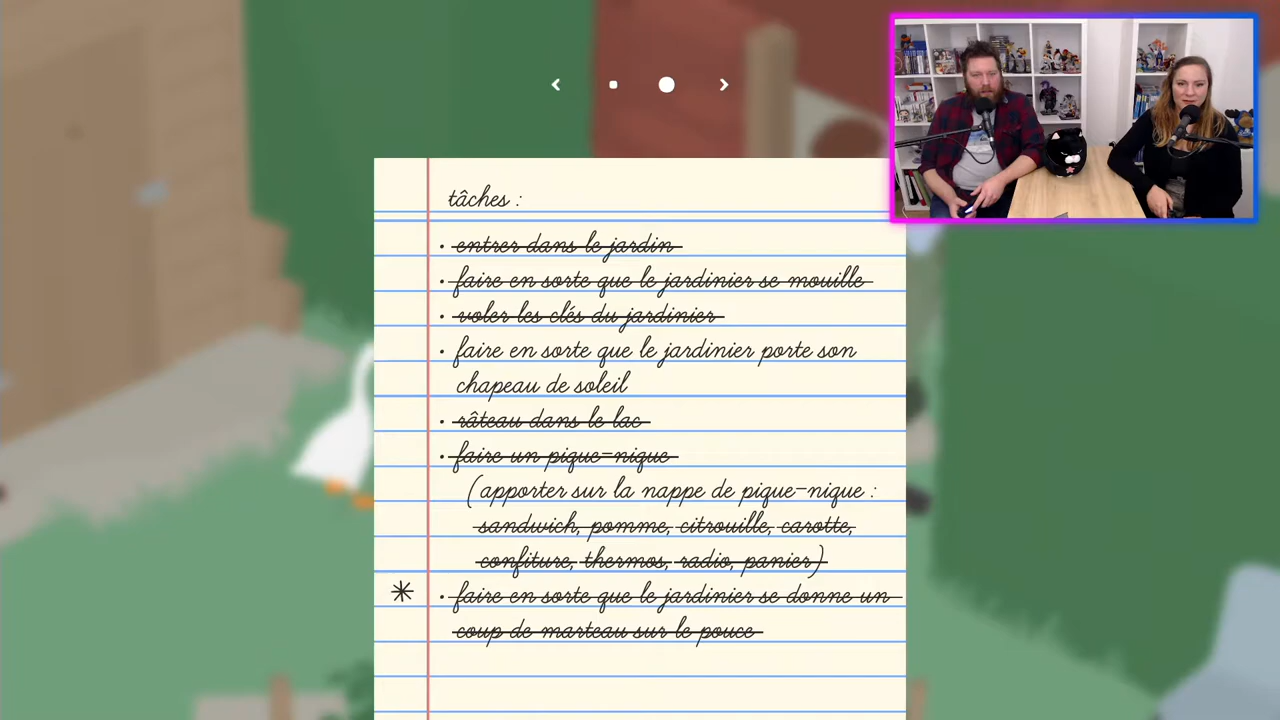 tâches :
• entrer dans le jardin
• faire en sorte que le jardinier se mouille
• voler les clés du jardinier
• faire en sorte que le jardinier porte son
chapeau de soleil
• râteau dans le lac
• faire un pique-nique
(apporter sur la nappe de pique-nique :
sandwich, pomme, citrouille, carotte,
confiture, thermos, radio, panier)
• faire en sorte que le jardinier se donne un
coup de marteau sur le pouce